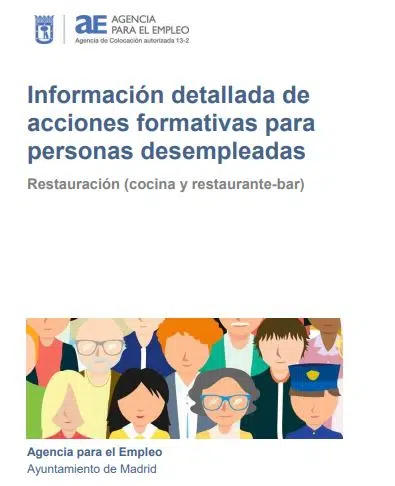 aE AGENCIA
PARA EL EMPLEO
Agencia de Colocación autorizada 13-2
Información detallada de
acciones formativas para
personas desempleadas
Restauración (cocina y restaurante-bar)
Agencia para el Empleo
Ayuntamiento de Madrid